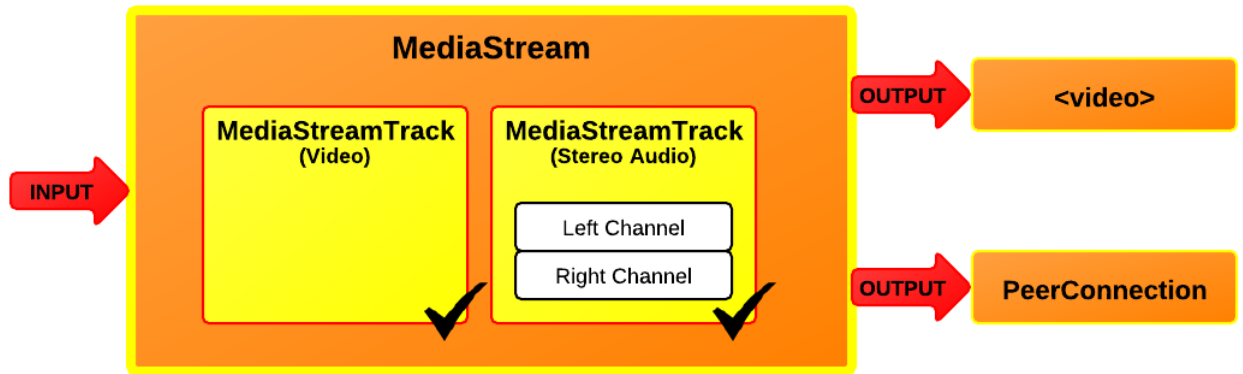 MediaStream
INPUT
MediaStreamTrack
(Video)
MediaStreamTrack
(Stereo Audio)
Left Channel
Right Channel
OUTPUT
<video>
OUTPUT
PeerConnection